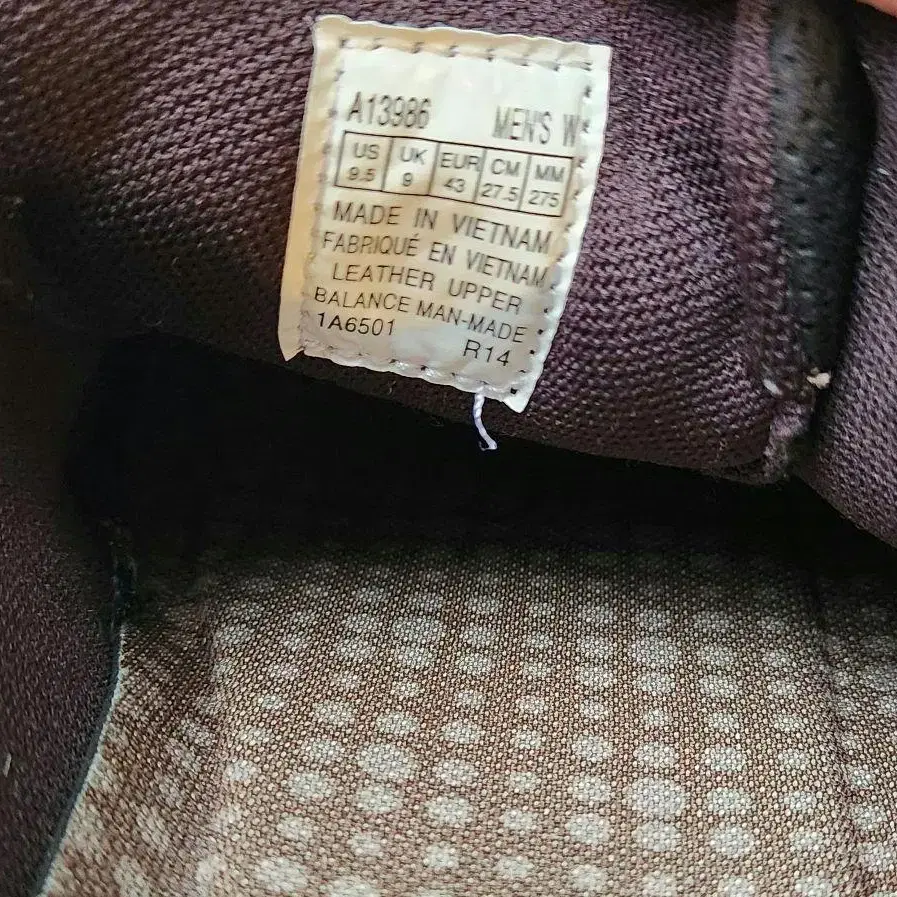 A13986 MEN'S W
US UK EUR CM MM
9.5 9 43 27.5 275
MADE IN VIETNAM
FABRIQUÉ EN VIETNAM
LEATHER UPPER
BALANCE MAN-MADE
1A6501
R14